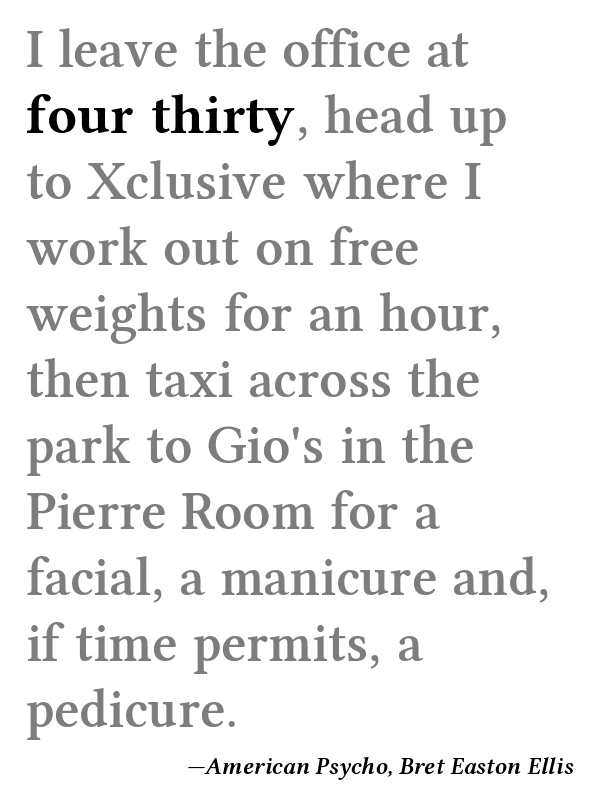 I leave the office at
four thirty, head up
to Xclusive where I
work out on free
weights for an hour,
then taxi across the
park to Gio's in the
Pierre Room for a
facial, a manicure and,
if time permits, a
pedicure.
—American Psycho, Bret Easton Ellis